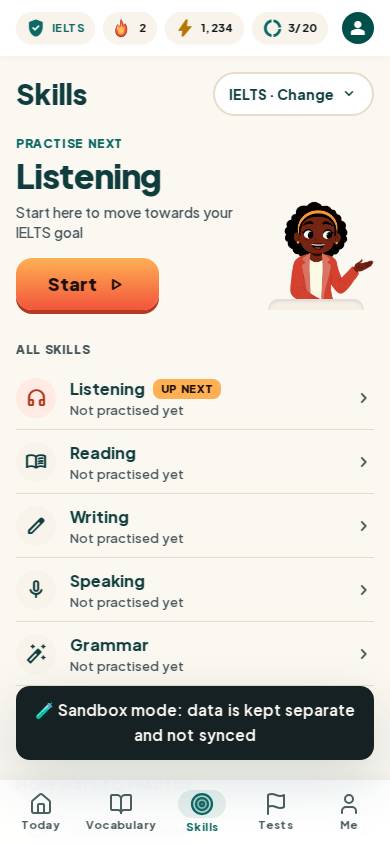 IELTS 2 1,234 3/20
Skills
IELTS · Change
PRACTISE NEXT
Listening
Start here to move towards your
IELTS goal
Start
ALL SKILLS
Listening UP NEXT
Not practised yet
Reading
Not practised yet
Writing
Not practised yet
Speaking
Not practised yet
Grammar
Not practised yet
Sandbox mode: data is kept separate
and not synced
Today Vocabulary Skills Tests Me